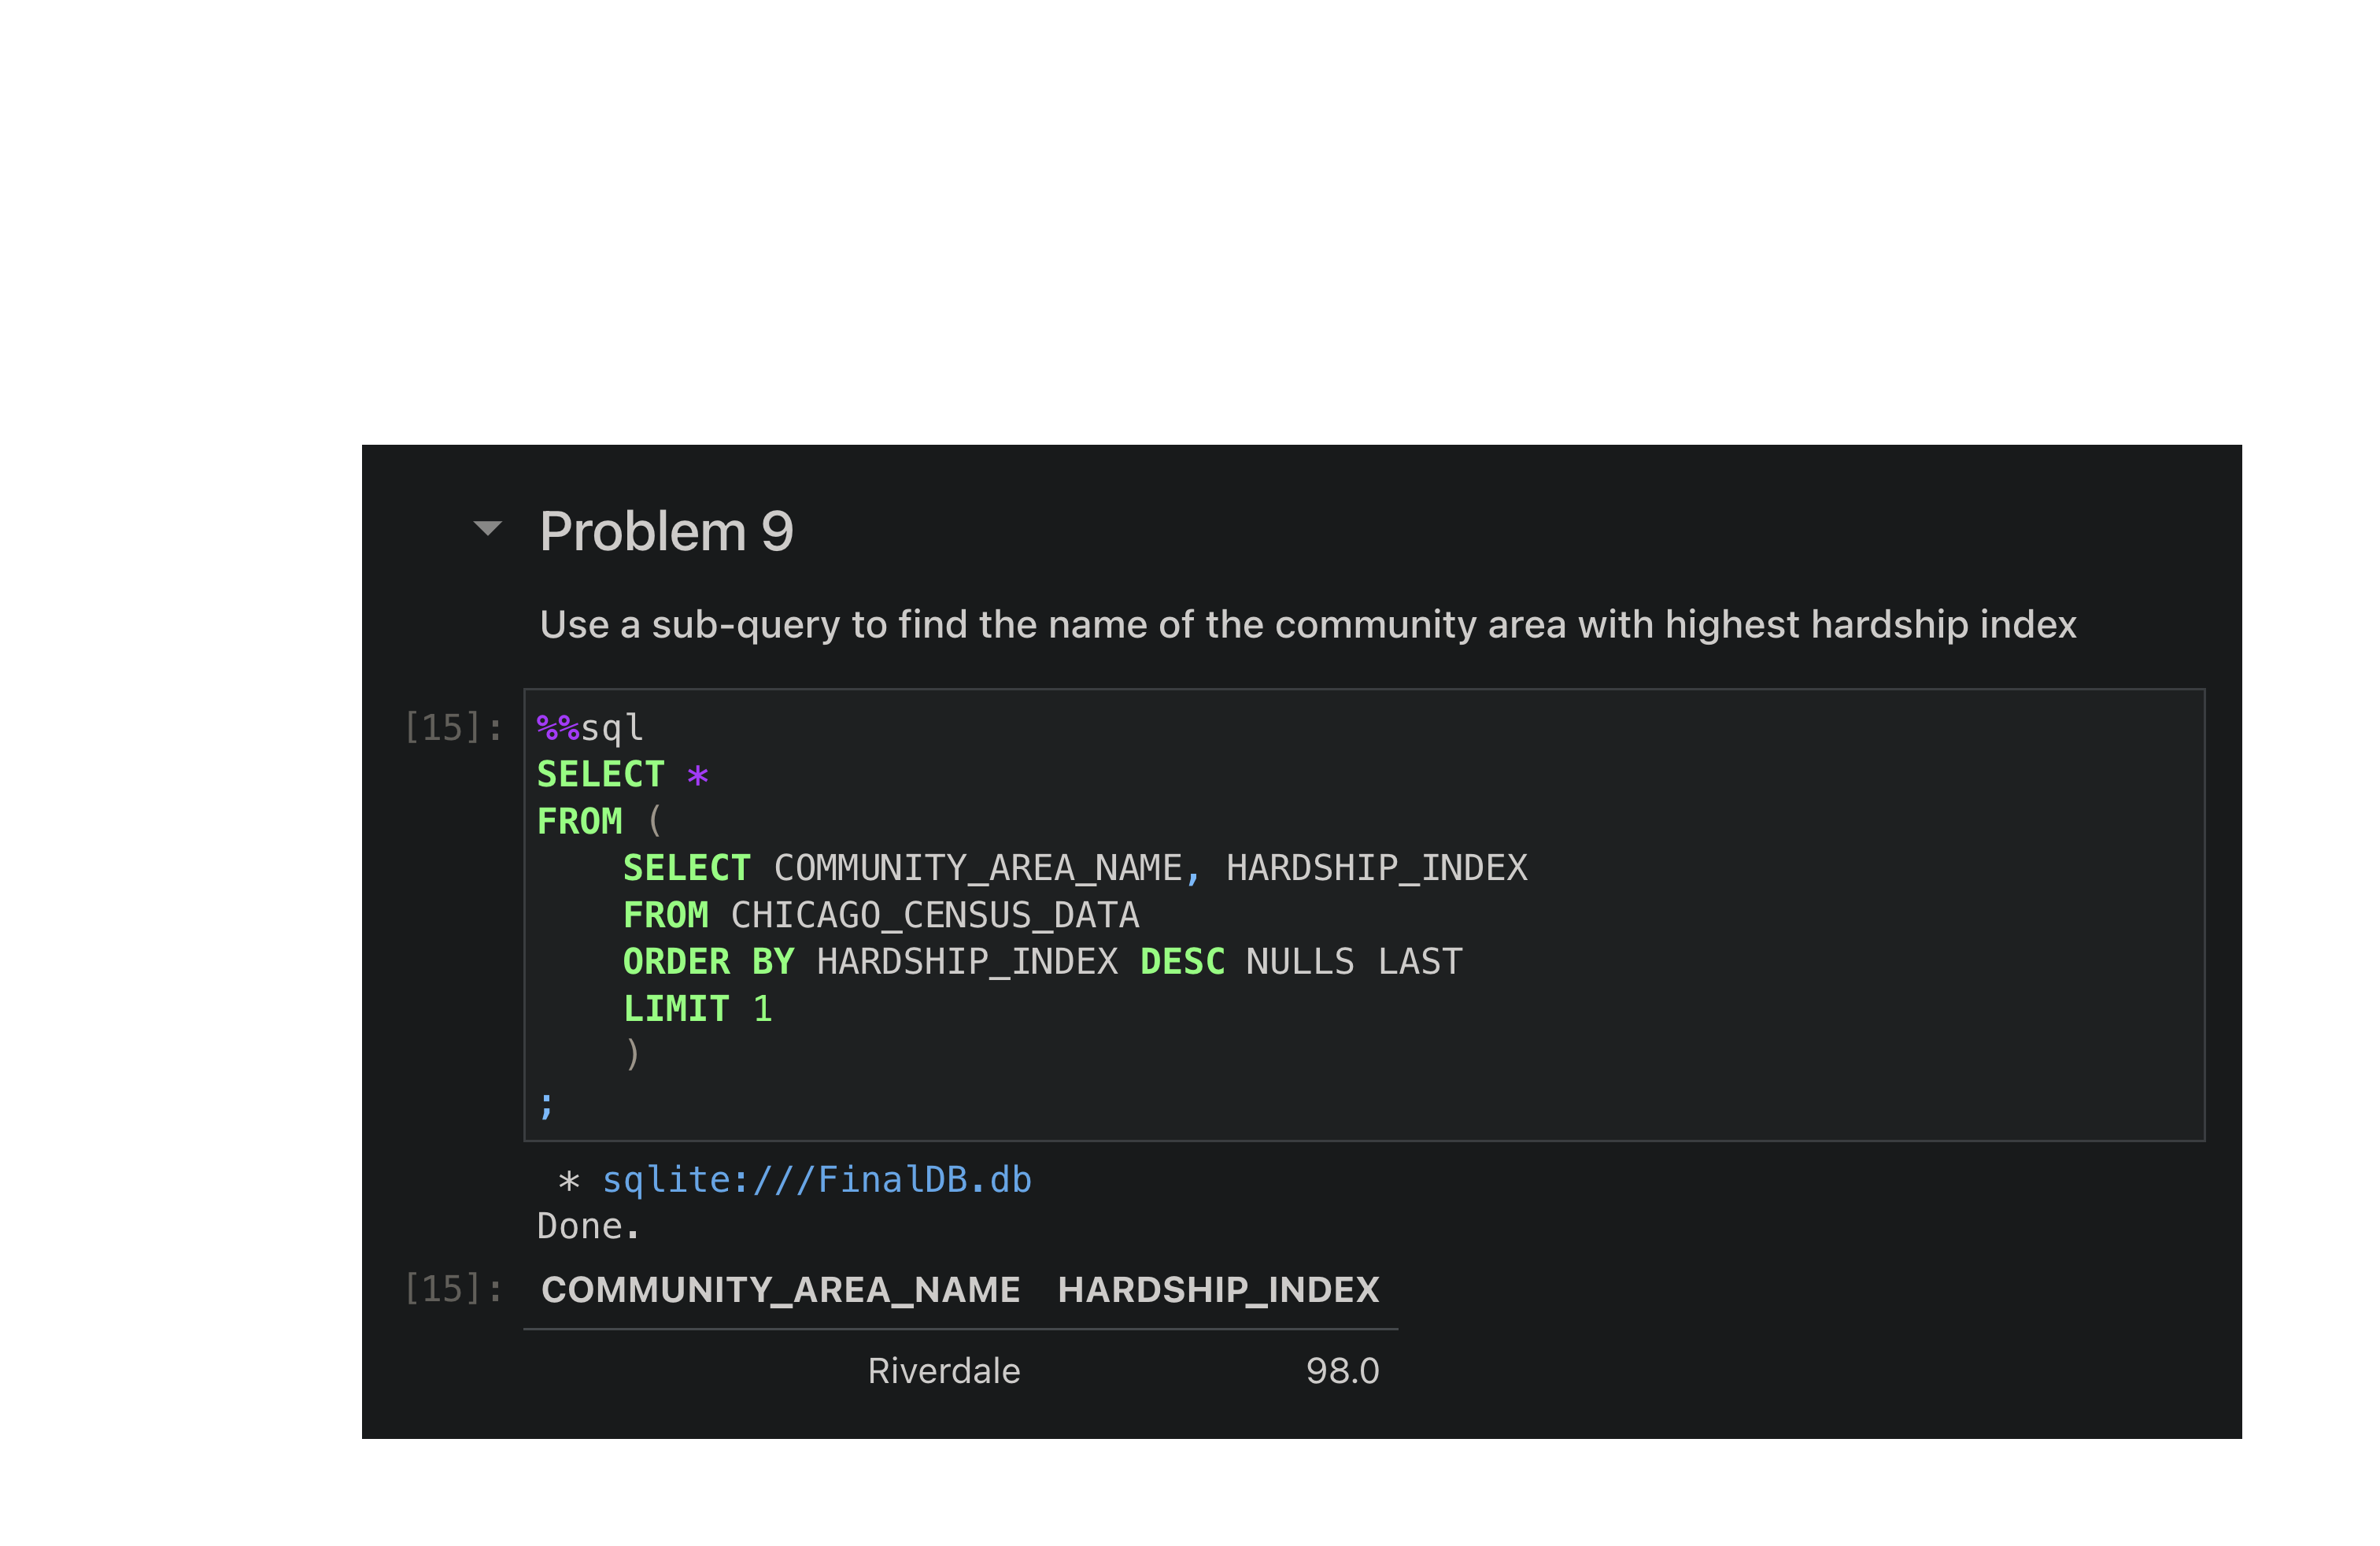 Problem 9
Use a sub-query to find the name of the community area with highest hardship index
[15]: %%sql
SELECT *
FROM (
    SELECT COMMUNITY_AREA_NAME, HARDSHIP_INDEX
    FROM CHICAGO_CENSUS_DATA
    ORDER BY HARDSHIP_INDEX DESC NULLS LAST
    LIMIT 1
    )
;
* sqlite:///FinalDB.db
Done.
[15]: COMMUNITY_AREA_NAME HARDSHIP_INDEX
Riverdale 98.0